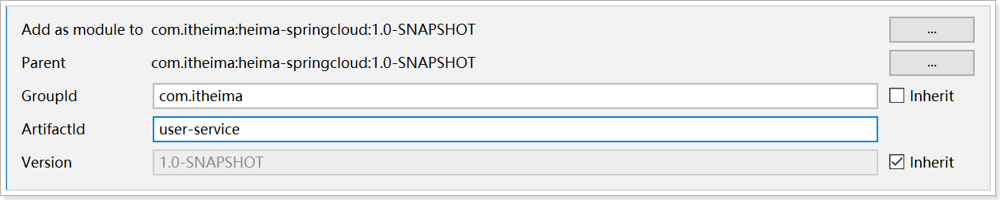 Add as module to com.itheima:heima-springcloud:1.0-SNAPSHOT ...
Parent com.itheima:heima-springcloud:1.0-SNAPSHOT ...
GroupId com.itheima Inherit
ArtifactId user-service
Version 1.0-SNAPSHOT Inherit